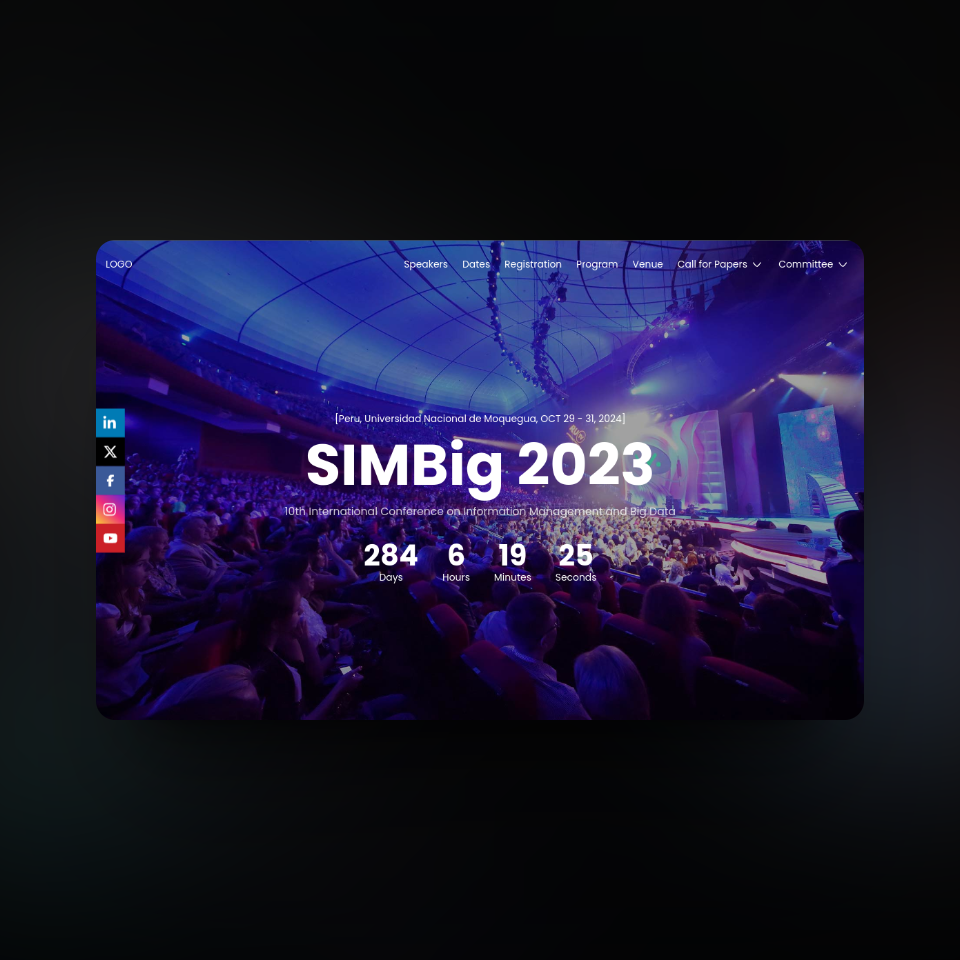 LOGO Speakers Dates Registration Program Venue Call for Papers Committee
[Peru, Universidad Nacional de Moquegua, OCT 29 - 31, 2024]
SIMBig 2023
10th International Conference on Information Management and Big Data
284 6 19 25
Days Hours Minutes Seconds